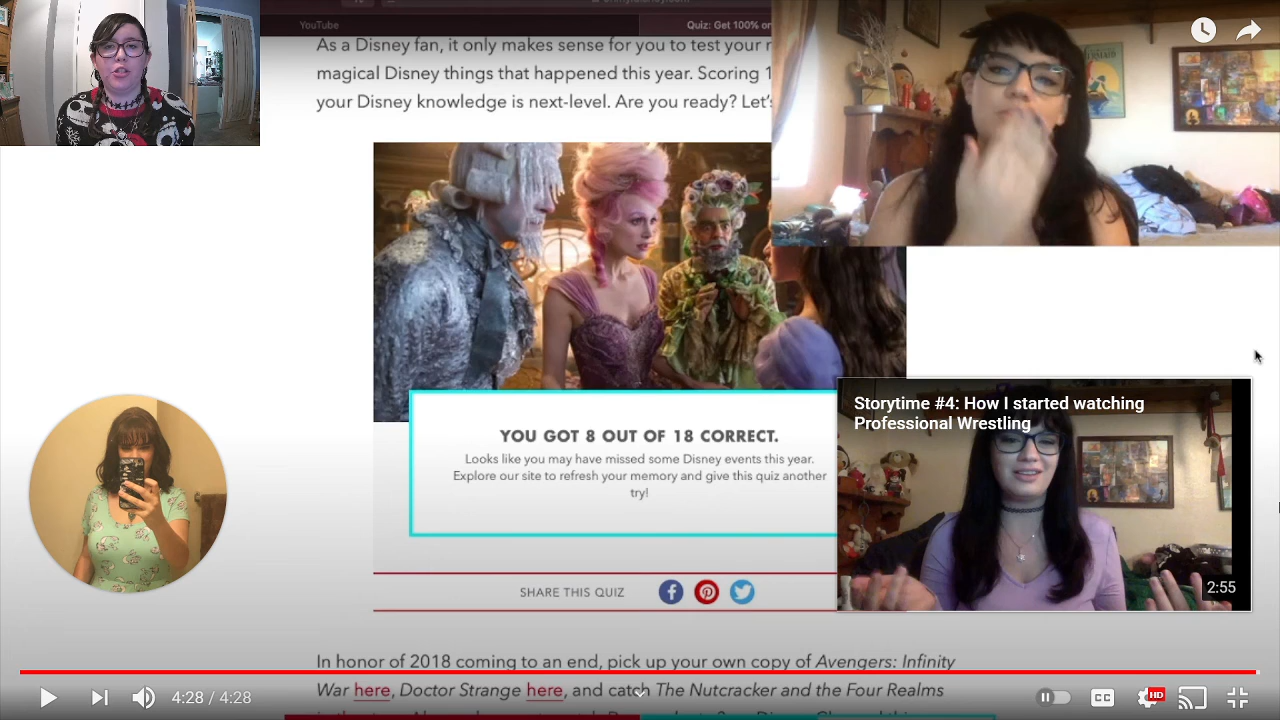 YouTube
Quiz: Get 100% on
As a Disney fan, it only makes sense for you to test your
magical Disney things that happened this year. Scoring 1
your Disney knowledge is next-level. Are you ready? Let's
YOU GOT 8 OUT OF 18 CORRECT.
Looks like you may have missed some Disney events this year.
Explore our site to refresh your memory and give this quiz another
try!
Storytime #4: How I started watching
Professional Wrestling
2:55
SHARE THIS QUIZ
In honor of 2018 coming to an end, pick up your own copy of Avengers: Infinity
War here, Doctor Strange here, and catch The Nutcracker and the Four Realms
4:28 / 4:28
CC
HD